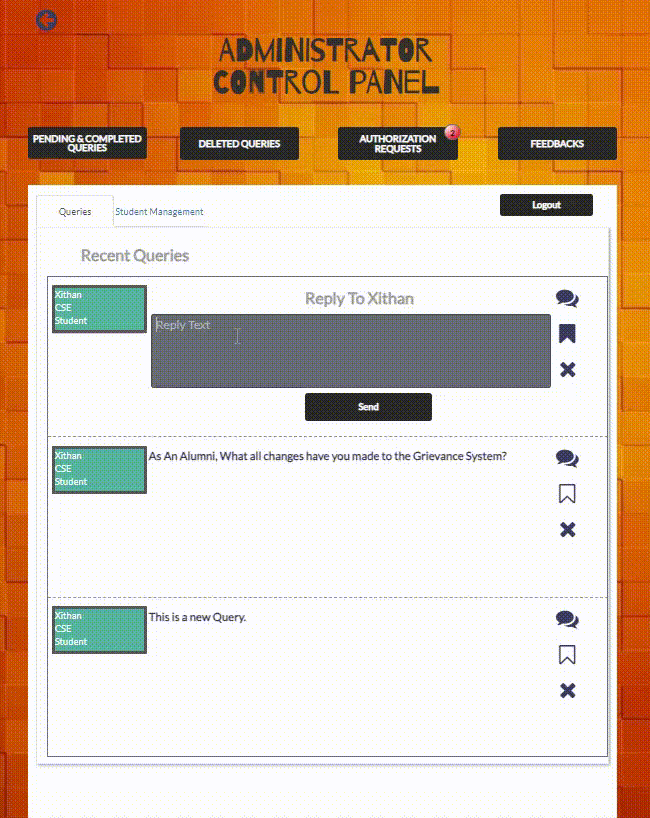 ADMINISTRATOR
CONTROL PANEL
PENDING & COMPLETED
QUERIES
DELETED QUERIES
AUTHORIZATION
REQUESTS
2
FEEDBACKS
Queries
Student Management
Logout
Recent Queries
Xithan
CSE
Student
Reply To Xithan
Reply Text
Send
Xithan
CSE
Student
As An Alumni, What all changes have you made to the Grievance System?
Xithan
CSE
Student
This is a new Query.